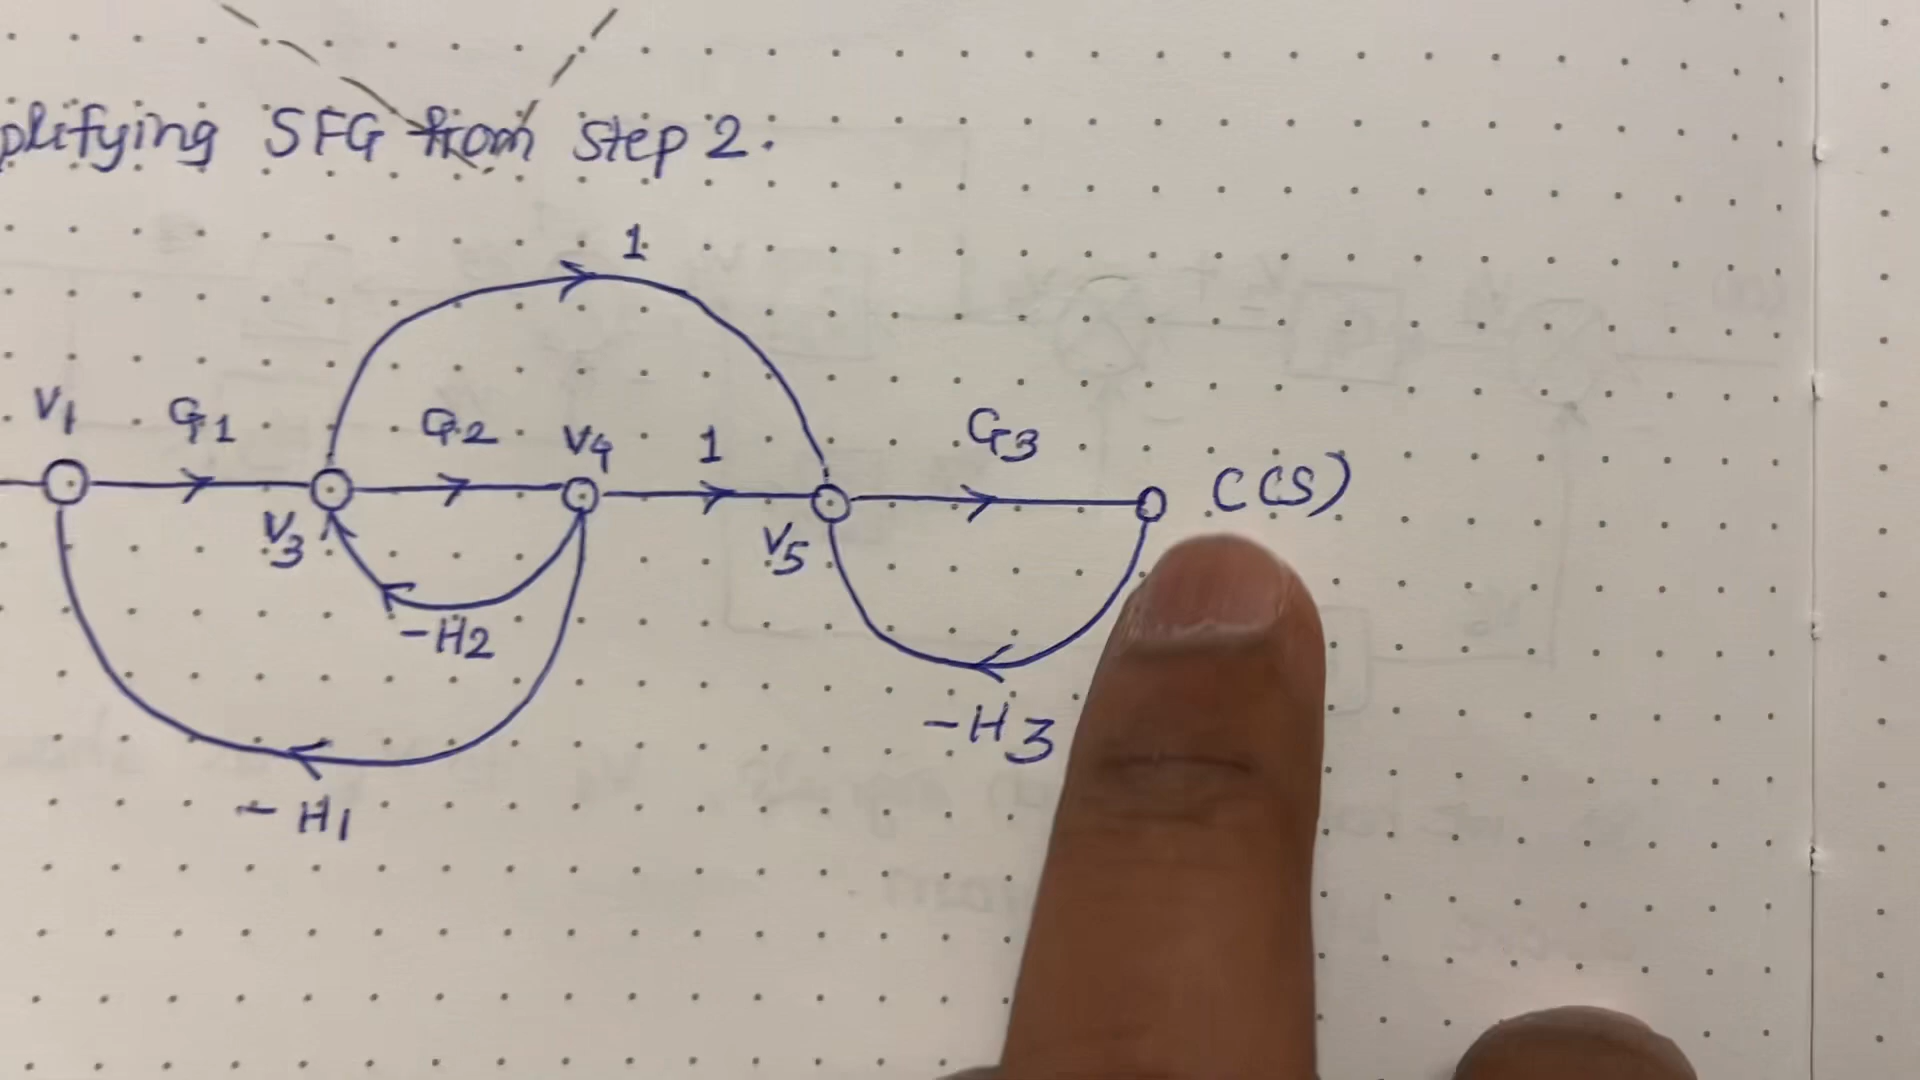 plifying SFG from step 2.
1
V1 G1 G2 V4 1 G3 C(S)
V3 V5
-H2
-H3
-H1